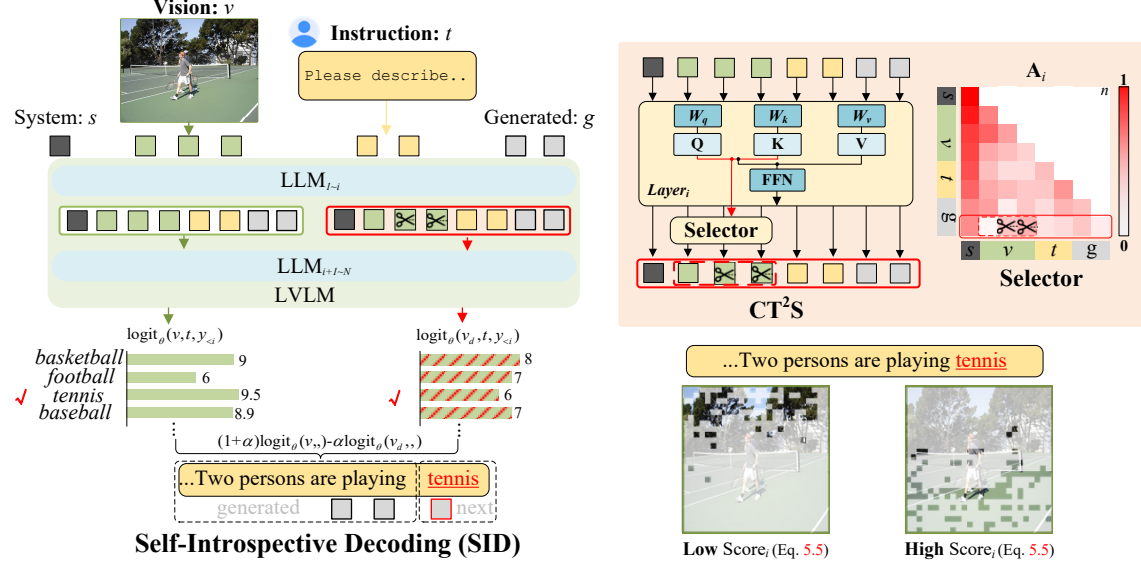 Vision: v
Instruction: t
Please describe..
System: s
Generated: g
LLM1~i
LLMi+1~N
LVLM
logitθ(v,t,y<i)
logitθ(vd,t,y<i)
basketball 9 8
football 6 7
✓ tennis 9.5 ✓ 6
baseball 8.9 7
(1+α)logitθ(v,,)-αlogitθ(vd,,)
...Two persons are playing tennis
generated next
Self-Introspective Decoding (SID)
Wq Wk Wv
Q K V
FFN
Layeri
Selector
CT²S
Ai
n 1
s
v
t
g
0
s v t g
Selector
...Two persons are playing tennis
Low Scorei (Eq. 5.5)
High Scorei (Eq. 5.5)